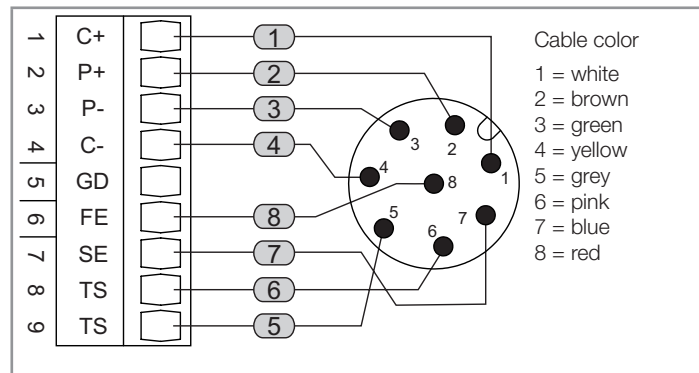 1 C+ 1
2 P+ 2
3 P- 3
4 C- 4
5 GD
6 FE 8
7 SE 7
8 TS 6
9 TS 5
3
2
4
8
1
5
7
6
Cable color
1 = white
2 = brown
3 = green
4 = yellow
5 = grey
6 = pink
7 = blue
8 = red